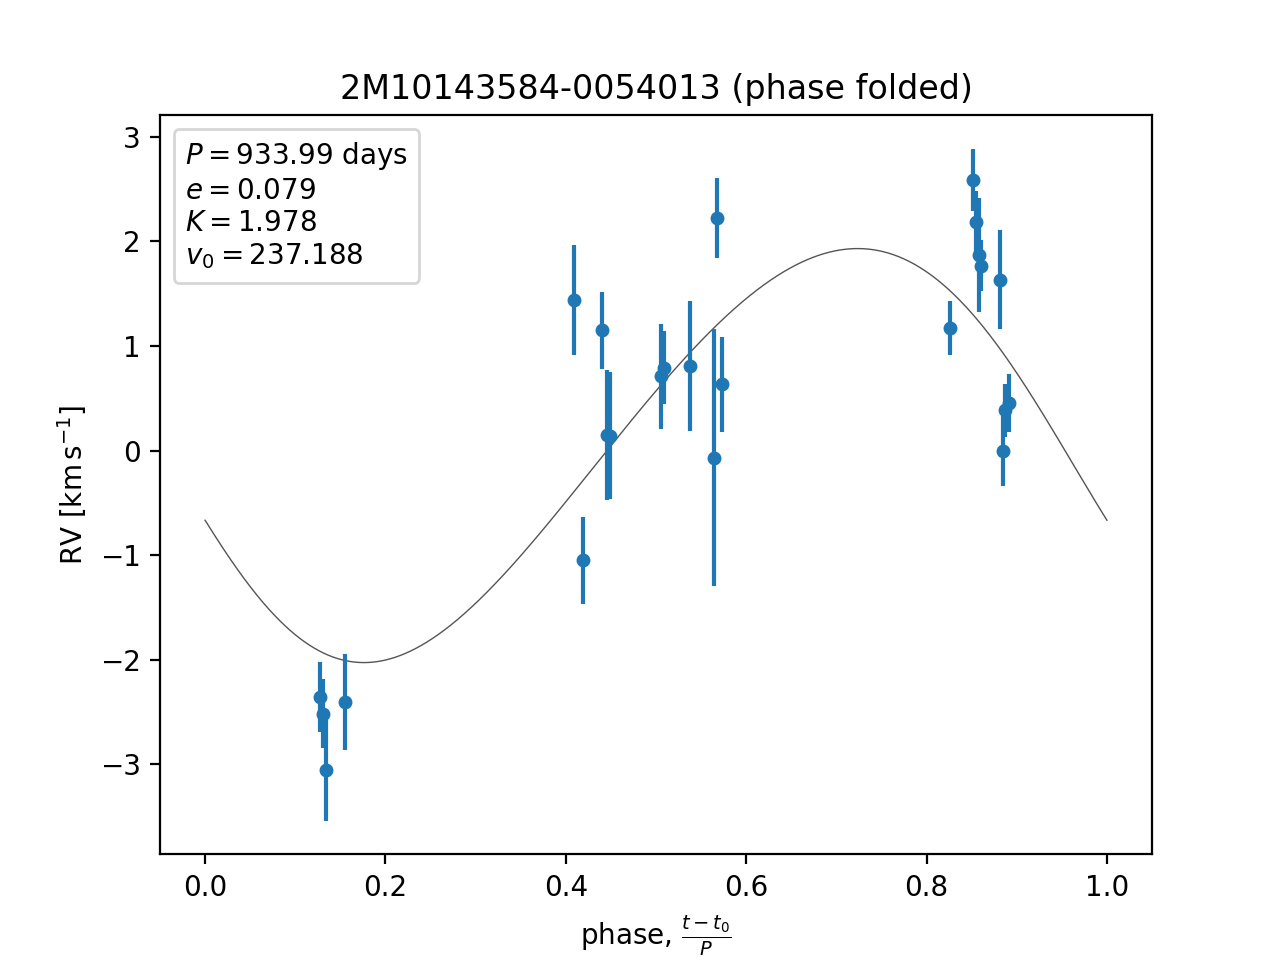 2M10143584-0054013 (phase folded)
P = 933.99 days
e = 0.079
K = 1.978
v₀ = 237.188
RV [km s⁻¹]
3
2
1
0
−1
−2
−3
0.0 0.2 0.4 0.6 0.8 1.0
phase, (t − t₀)/P